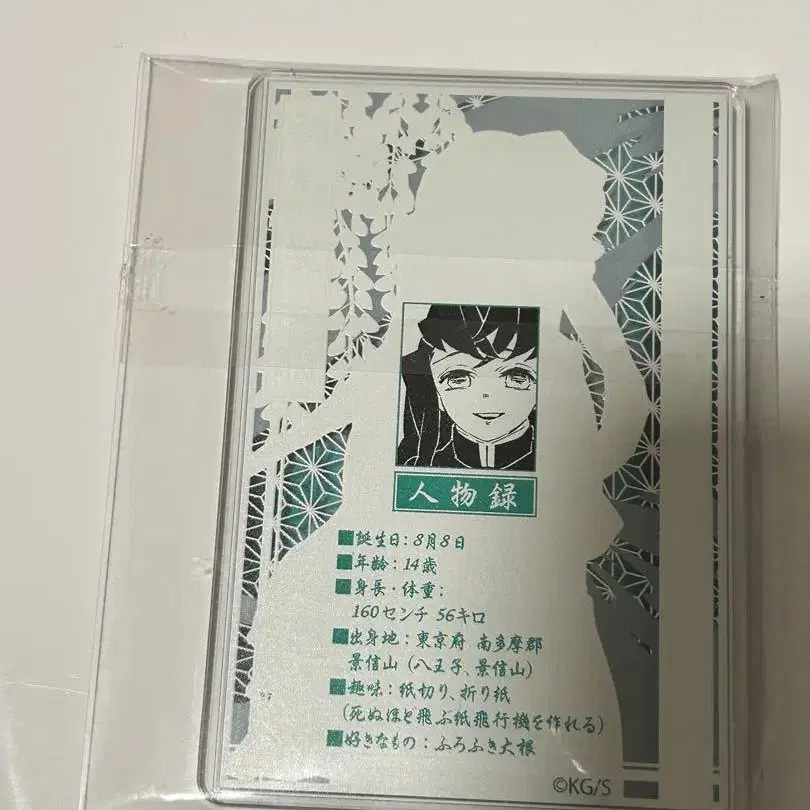 人物録
■誕生日：8月8日
■年齢：14歳
■身長・体重：
160センチ 56キロ
■出身地：東京府 南多摩郡
景信山（八王子、景信山）
■趣味：紙切り、折り紙
（死ぬほど飛ぶ紙飛行機を作れる）
■好きなもの：ふろふき大根
©KG/S